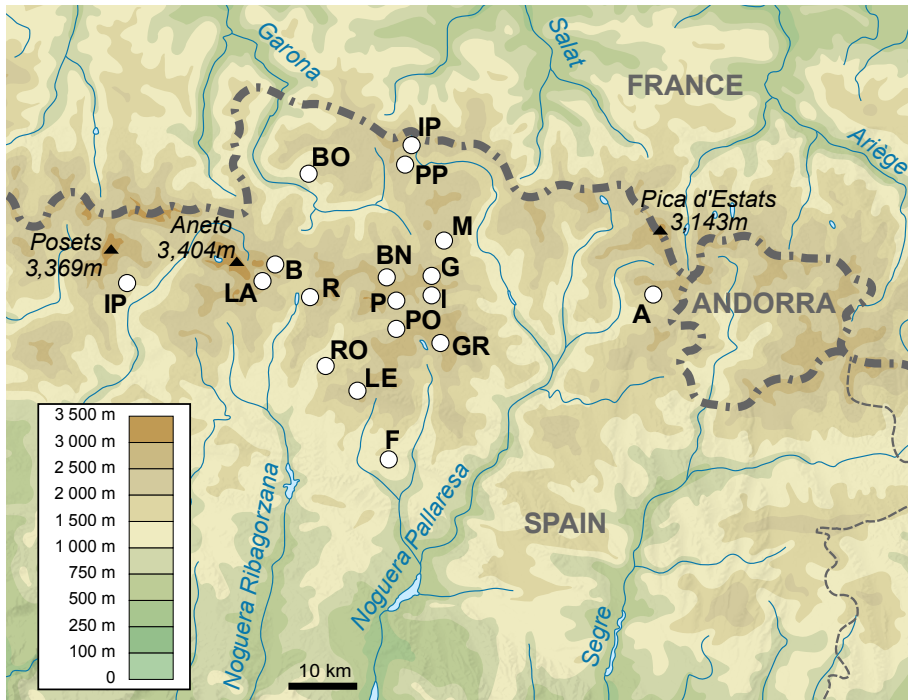 Garona
Salat
FRANCE
Ariège
IP
BO
PP
Pica d'Estats
3,143m
M
Aneto
3,404m
Posets
3,369m
BN
B
G
LA
R
I
IP
P
A
ANDORRA
PO
GR
RO
LE
F
3 500 m
3 000 m
2 500 m
2 000 m
1 500 m
1 000 m
750 m
500 m
250 m
100 m
0
Noguera Ribagorzana
Noguera Pallaresa
SPAIN
Segre
10 km